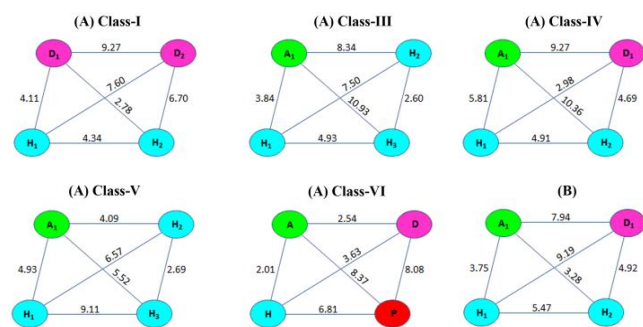 (A) Class-I
(A) Class-III
(A) Class-IV
D1 9.27 D2
A1 8.34 H2
A1 9.27 D1
4.11 7.60 2.78 6.70
3.84 7.50 10.93 2.60
5.81 2.98 10.36 4.69
H1 4.34 H2
H1 4.93 H3
H1 4.91 H2
(A) Class-V
(A) Class-VI
(B)
A1 4.09 H2
A 2.54 D
A1 7.94 D1
4.93 6.57 5.52 2.69
2.01 3.63 8.37 8.08
3.75 9.19 3.28 4.92
H1 9.11 H3
H 6.81 P
H1 5.47 H2